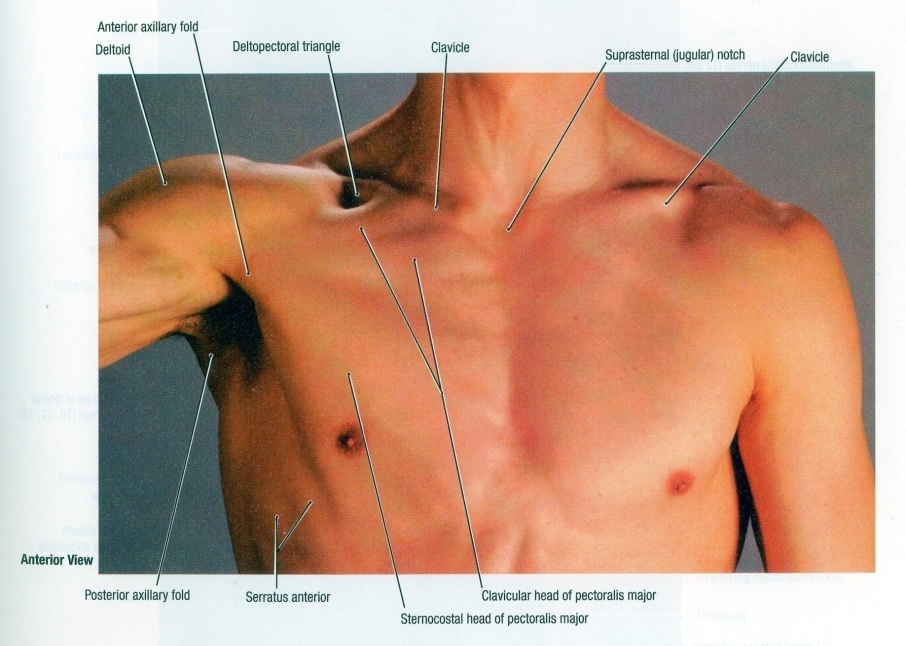 Anterior axillary fold
Deltoid
Deltopectoral triangle
Clavicle
Suprasternal (jugular) notch
Clavicle
Anterior View
Posterior axillary fold
Serratus anterior
Clavicular head of pectoralis major
Sternocostal head of pectoralis major